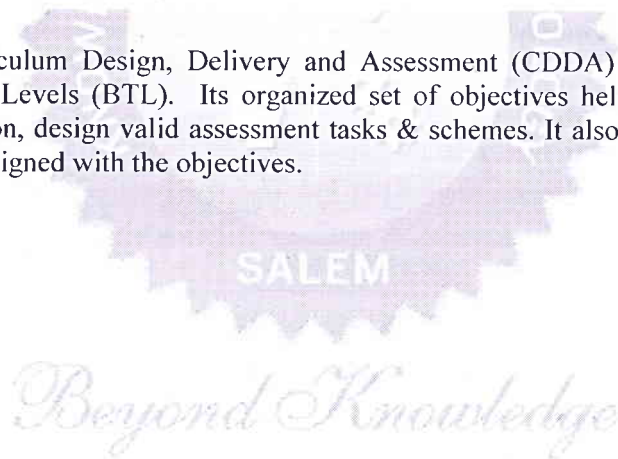 culum Design, Delivery and Assessment (CDDA)
Levels (BTL). Its organized set of objectives hel
on, design valid assessment tasks & schemes. It also
igned with the objectives.
SALEM
Beyond Knowledge